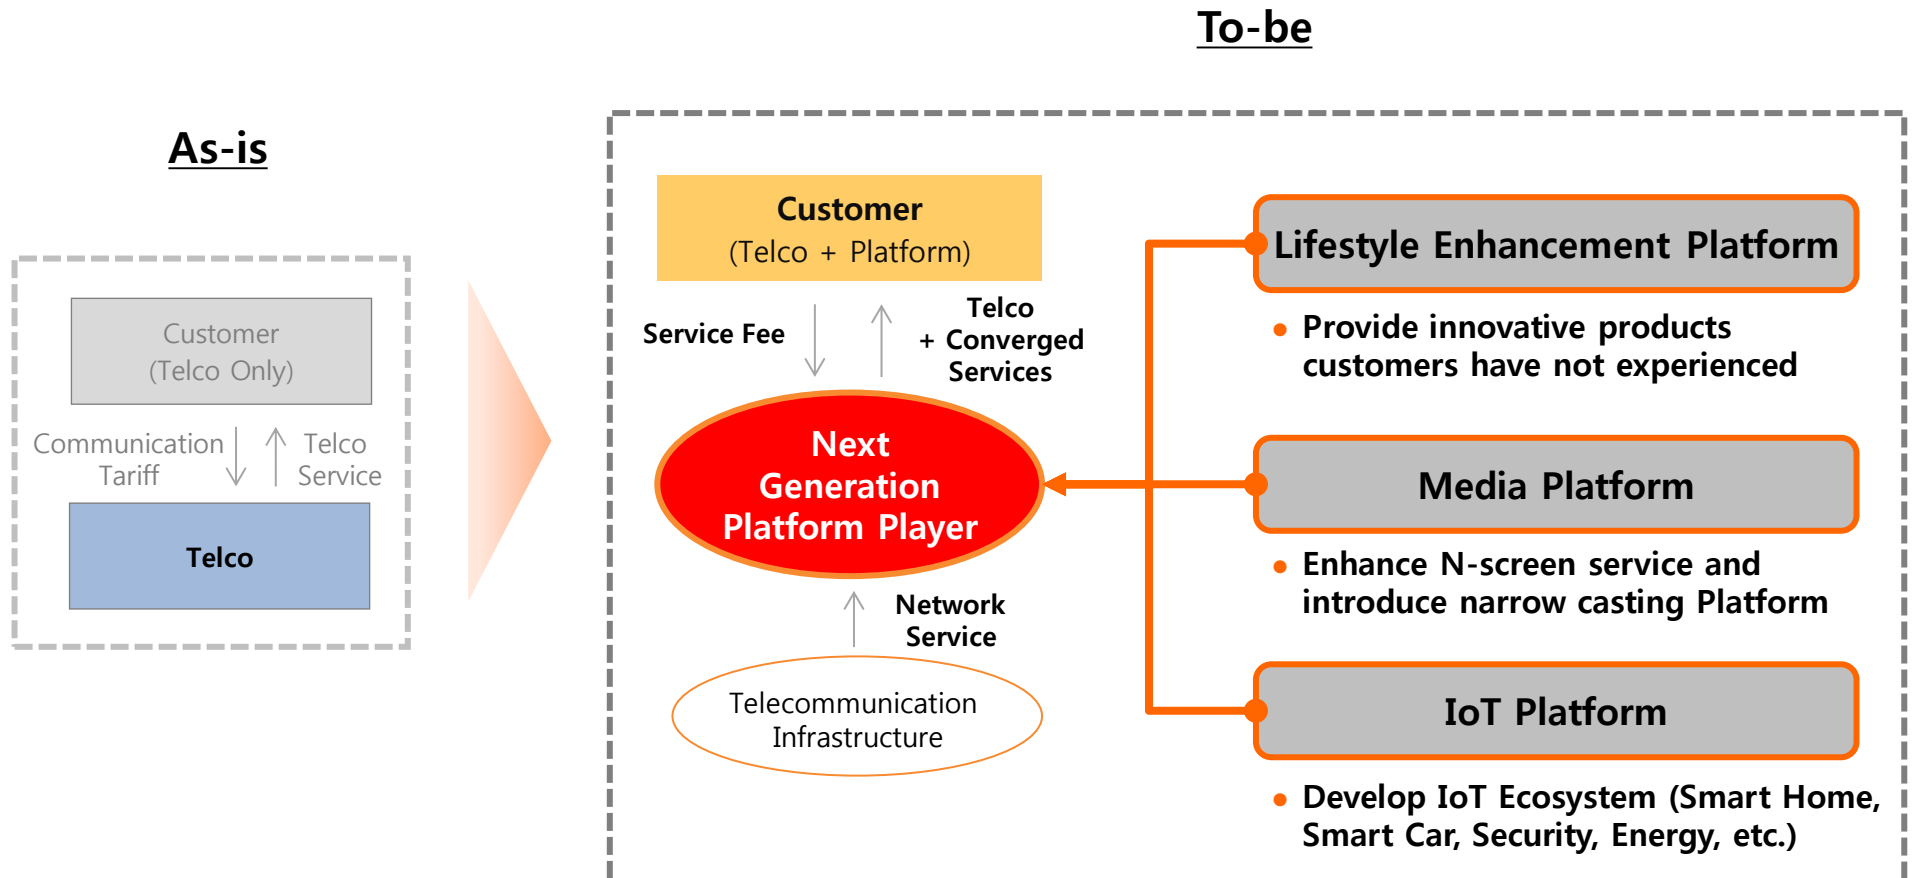 To-be
As-is
Customer
(Telco Only)
Communication
Tariff
Telco
Service
Telco
Customer
(Telco + Platform)
Service Fee
Telco
+ Converged
Services
Next
Generation
Platform Player
Network
Service
Telecommunication
Infrastructure
Lifestyle Enhancement Platform
• Provide innovative products
customers have not experienced
Media Platform
• Enhance N-screen service and
introduce narrow casting Platform
IoT Platform
• Develop IoT Ecosystem (Smart Home,
Smart Car, Security, Energy, etc.)